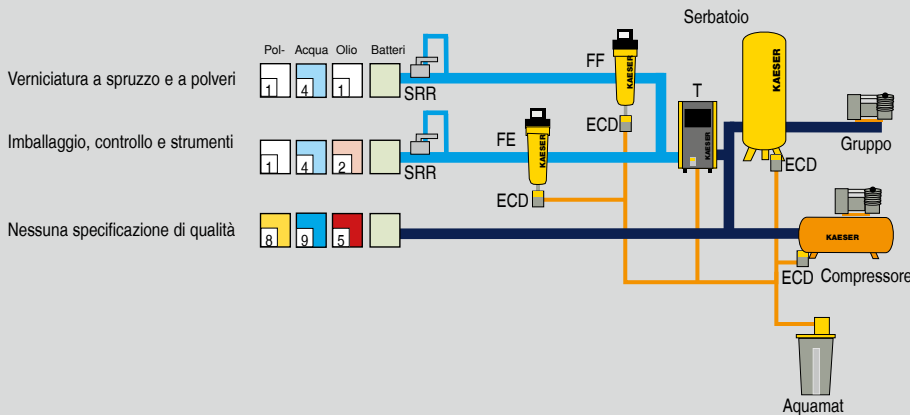 Serbatoio
Pol- Acqua Olio Batteri
FF
KAESER
Verniciatura a spruzzo e a polveri
1 4 1
SRR
T
ECD
KAESER
KAESER
FE
KAESER
Gruppo
Imballaggio, controllo e strumenti
1 4 2
SRR
ECD
ECD
Nessuna specificazione di qualità
8 9 5
KAESER
ECD
Compressore
Aquamat